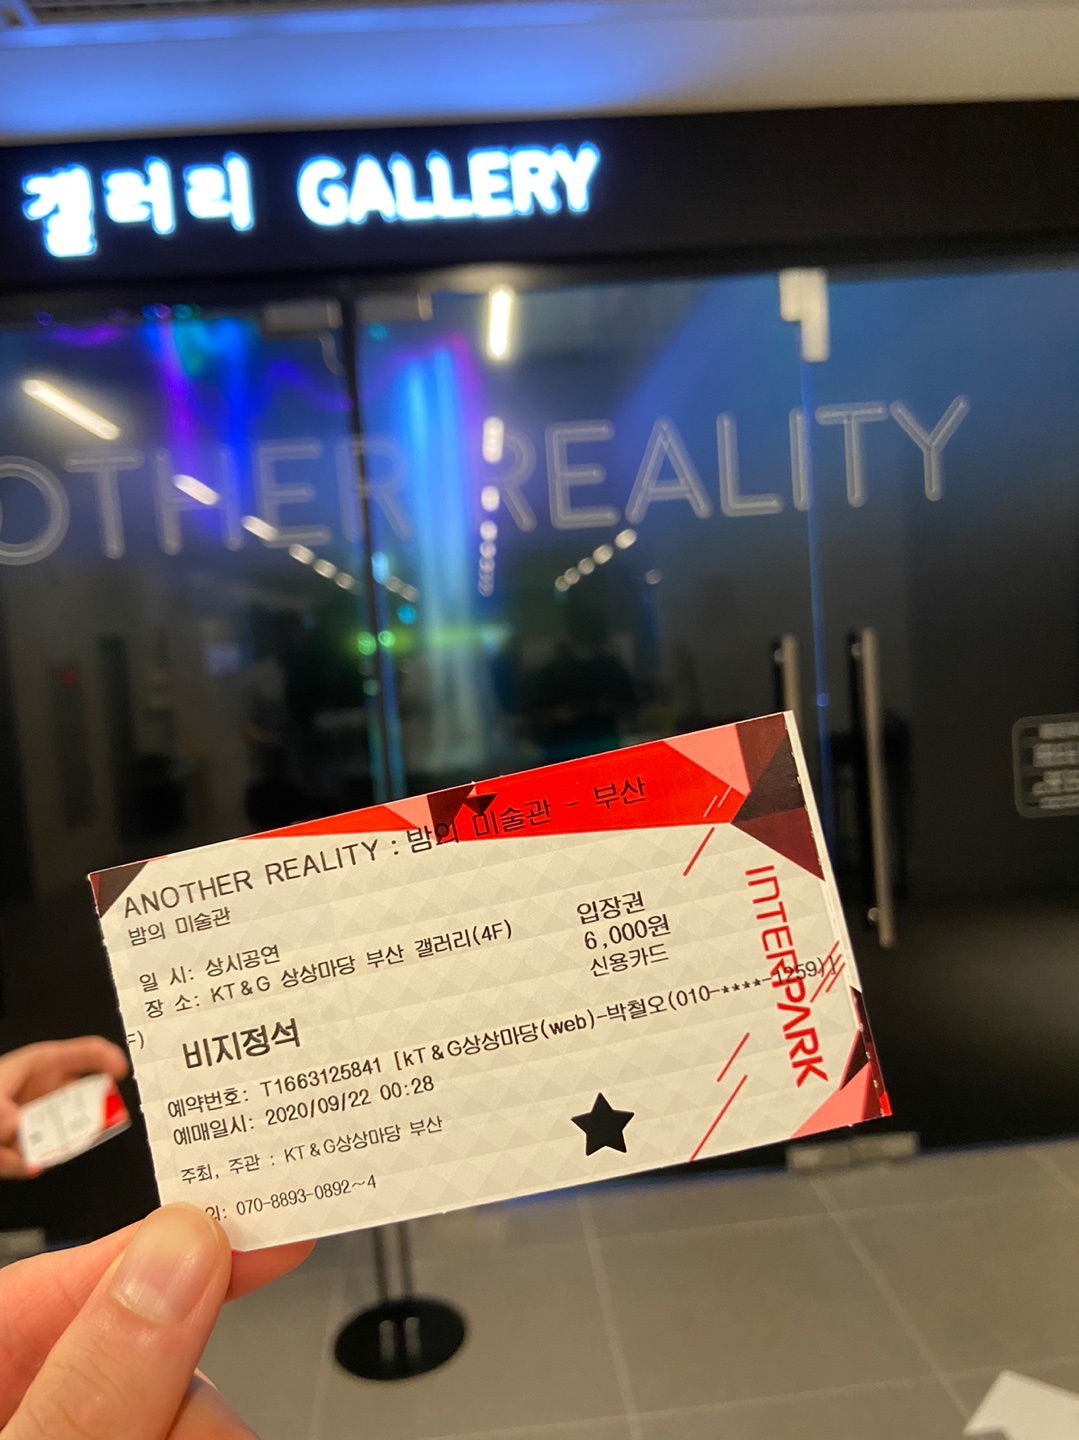 갤러리 GALLERY
OTHER REALITY
ANOTHER REALITY : 밤의 미술관 - 부산
밤의 미술관
일 시: 상시공연
장 소: KT&G 상상마당 부산 갤러리(4F)
입장권
6,000원
신용카드
F)
비지정석
예약번호: T1663125841 [kT&G상상마당(web)-박철오(010-****-1259)]
예매일시: 2020/09/22 00:28
주최, 주관 : KT&G상상마당 부산
의: 070-8893-0892~4
INTERPARK